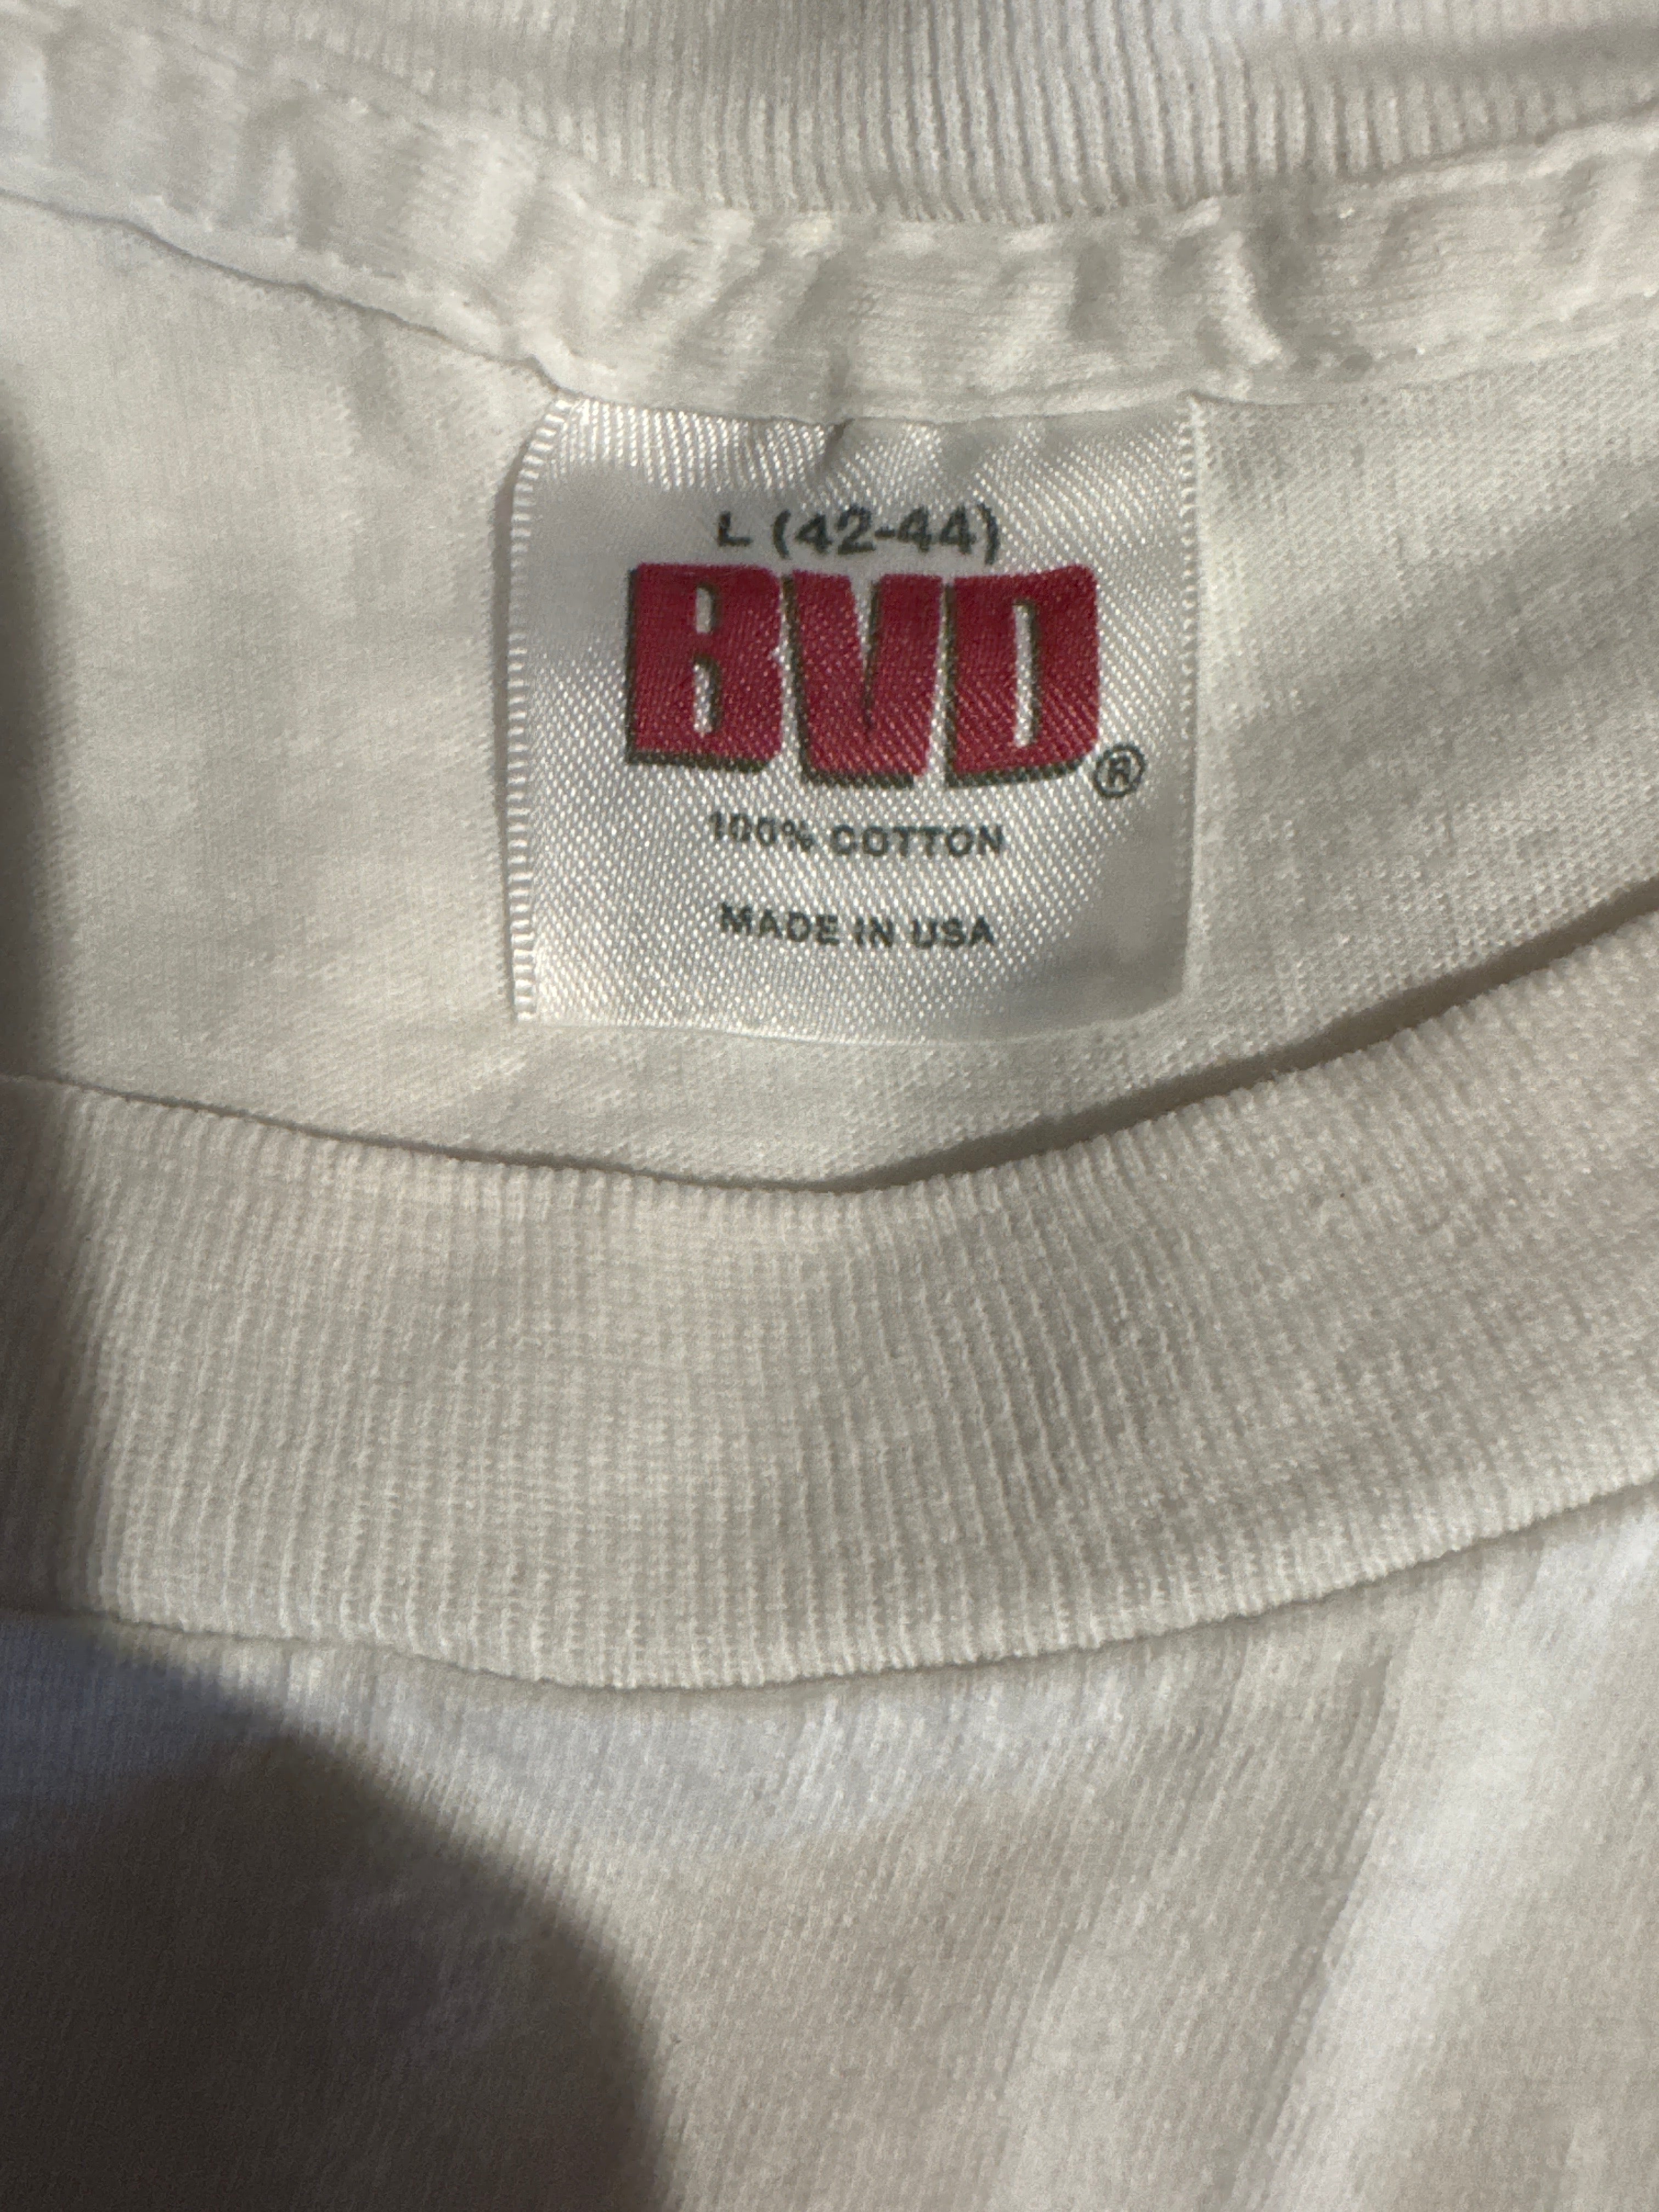 L (42-44)
BVD®
100% COTTON
MADE IN USA